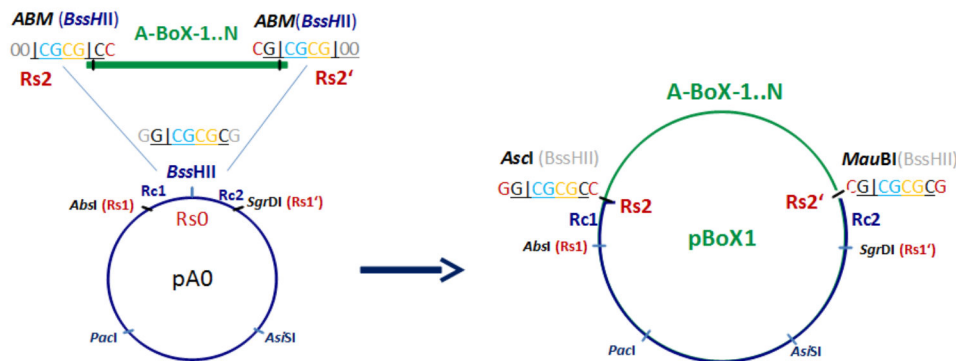 ABM (BssHII)
A-BoX-1..N
ABM(BssHII)
OO|CGCG|CC
CG|CGCG|OO
Rs2
Rs2‘
GG|CGCGCG
BssHII
Rc1
Rc2
AbsI (Rs1)
SgrDI (Rs1‘)
Rs0
pA0
PacI
AsiSI
A-BoX-1..N
AscI (BssHII)
MauBI(BssHII)
GG|CGCGCC
CG|CGCGCG
Rs2
Rs2‘
Rc1
Rc2
AbsI (Rs1)
pBoX1
SgrDI (Rs1‘)
PacI
AsiSI